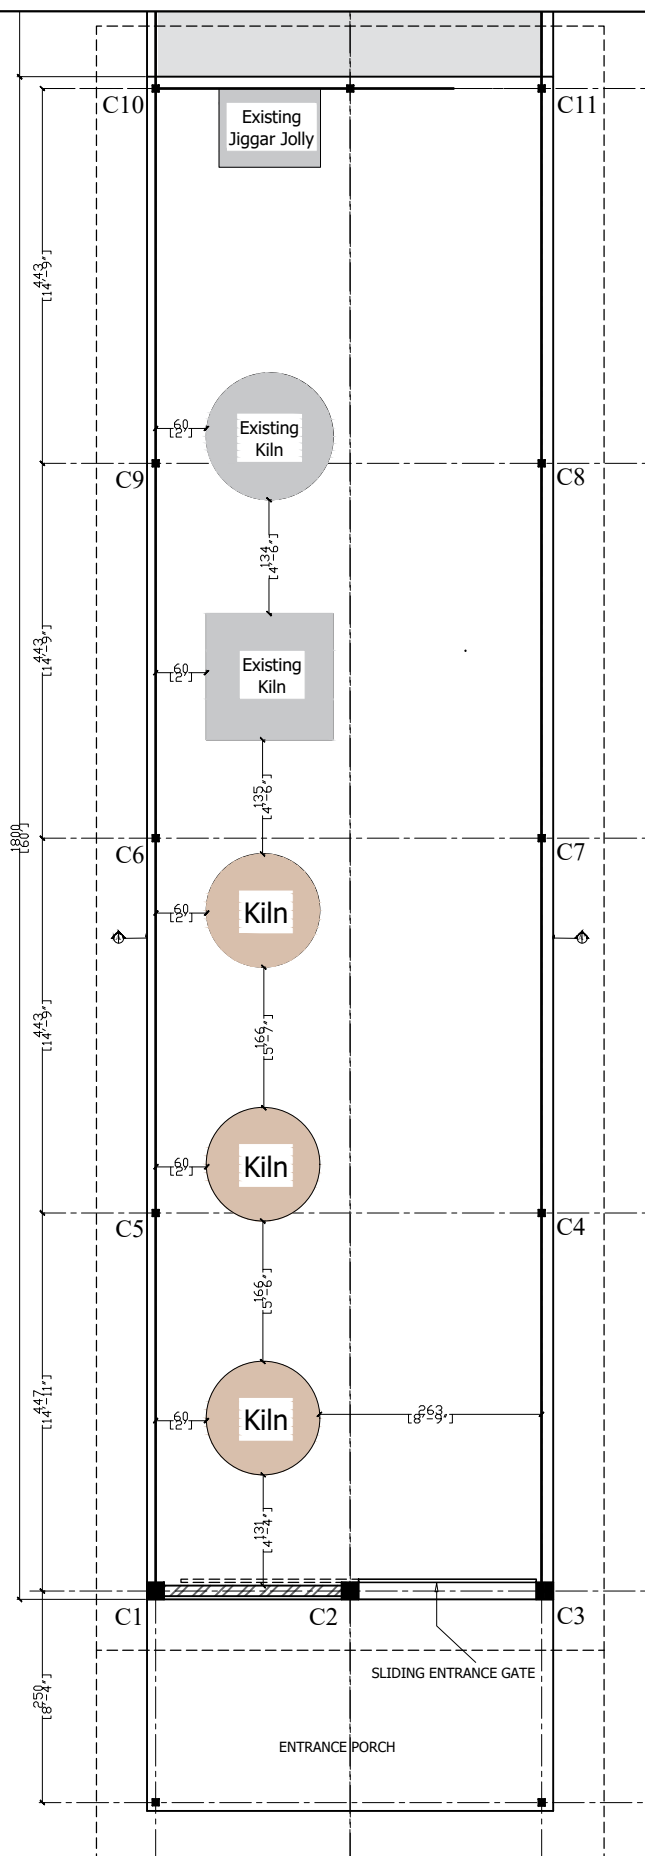 C10
Existing
Jiggar Jolly
C11
443
[14'-9"]
60
[2']
Existing
Kiln
C9
C8
134
[4'-6"]
443
[14'-9"]
60
[2']
Existing
Kiln
135
[4'-6"]
1800
[60']
C6
C7
60
[2']
Kiln
443
[14'-9"]
166
[5'-7"]
60
[2']
Kiln
C5
C4
166
[5'-6"]
447
[14'-11"]
60
[2']
Kiln
263
[8'-9"]
131
[4'-4"]
C1
C2
C3
SLIDING ENTRANCE GATE
250
[8'-4"]
ENTRANCE PORCH